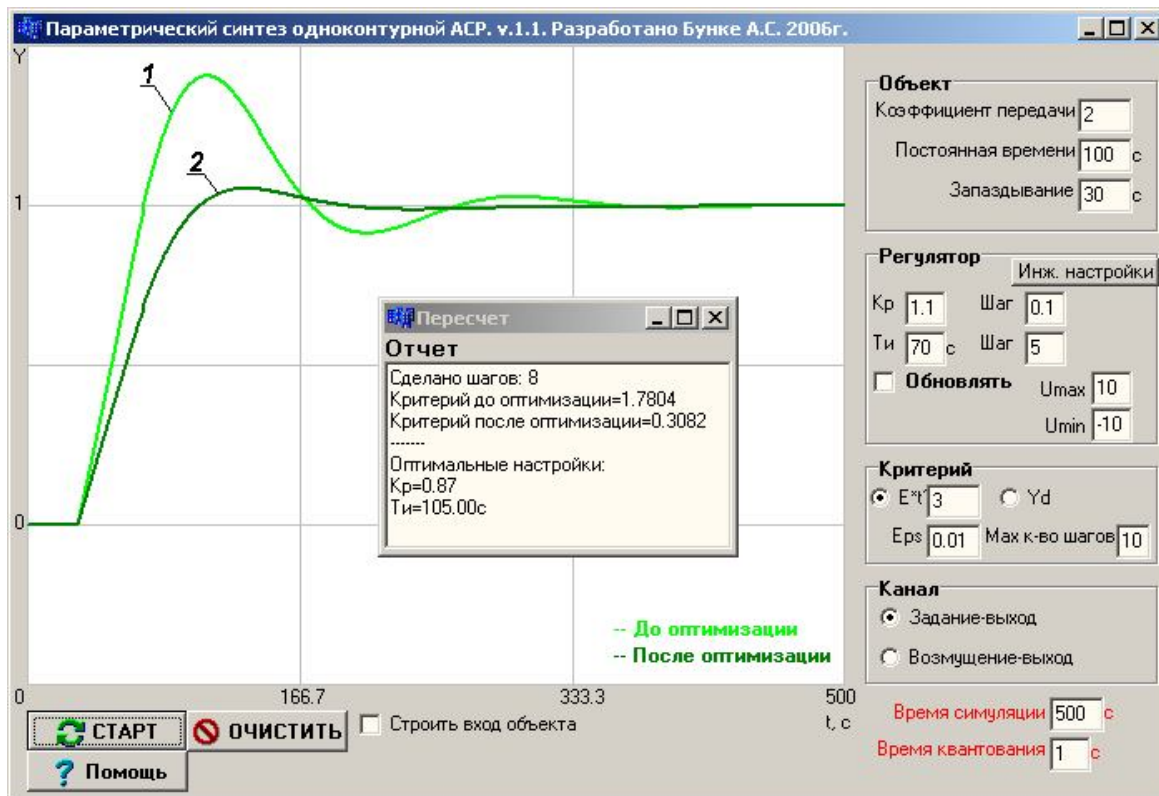 Параметрический синтез одноконтурной АСР. v.1.1. Разработано Бунке А.С. 2006г.
Y
1
2
1
0
0
166.7
333.3
500
t, с
-- До оптимизации
-- После оптимизации
Пересчет
Отчет
Сделано шагов: 8
Критерий до оптимизации=1.7804
Критерий после оптимизации=0.3082
-------
Оптимальные настройки:
Кр=0.87
Ти=105.00с
Объект
Коэффициент передачи 2
Постоянная времени 100 с
Запаздывание 30 с
Регулятор
Инж. настройки
Кр 1.1 Шаг 0.1
Ти 70 с Шаг 5
Обновлять
Umax 10
Umin -10
Критерий
E*t^ 3 Yd
Eps 0.01 Max к-во шагов 10
Канал
Задание-выход
Возмущение-выход
Время симуляции 500 с
Время квантования 1 с
СТАРТ
ОЧИСТИТЬ
Строить вход объекта
? Помощь